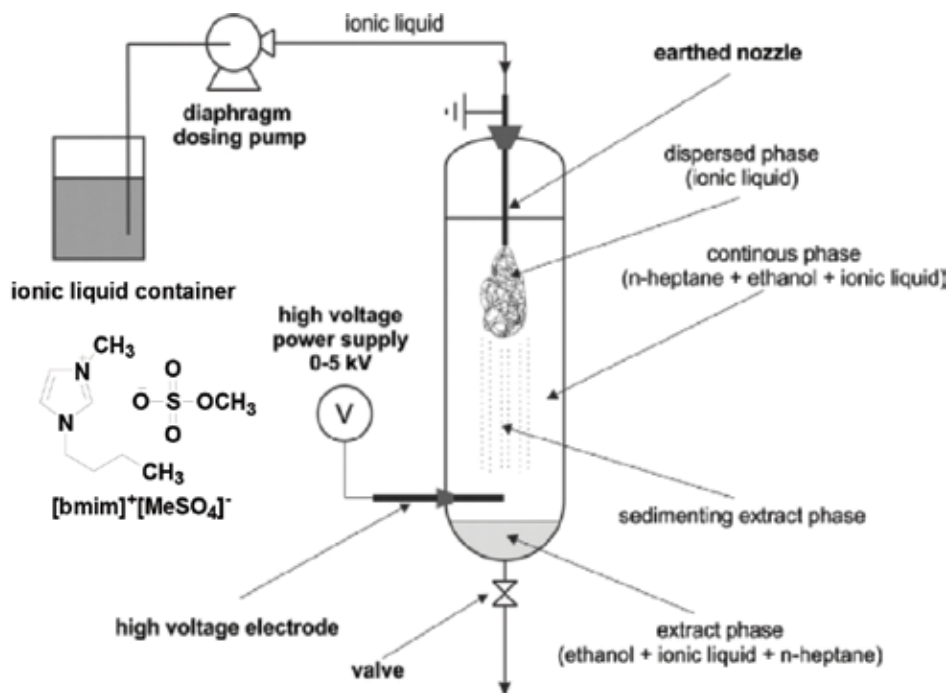 ionic liquid
diaphragm
dosing pump
earthed nozzle
dispersed phase
(ionic liquid)
continous phase
(n-heptane + ethanol + ionic liquid)
ionic liquid container
high voltage
power supply
0-5 kV
V
CH₃
N⁺
N
CH₃
O
⁻O-S-OCH₃
O
[bmim]⁺[MeSO₄]⁻
sedimenting extract phase
high voltage electrode
valve
extract phase
(ethanol + ionic liquid + n-heptane)